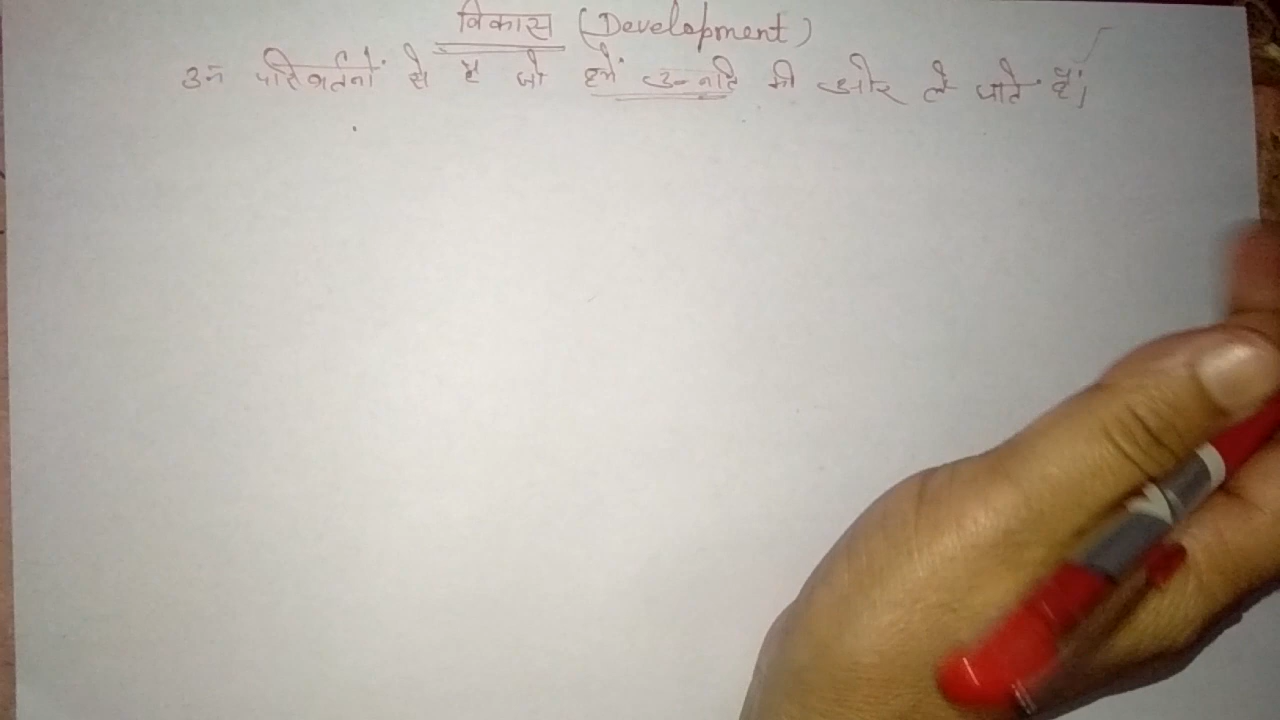 विकास (Development)
उन परिवर्तनों से है जो हमें उन्नति की ओर ले जाते हैं।